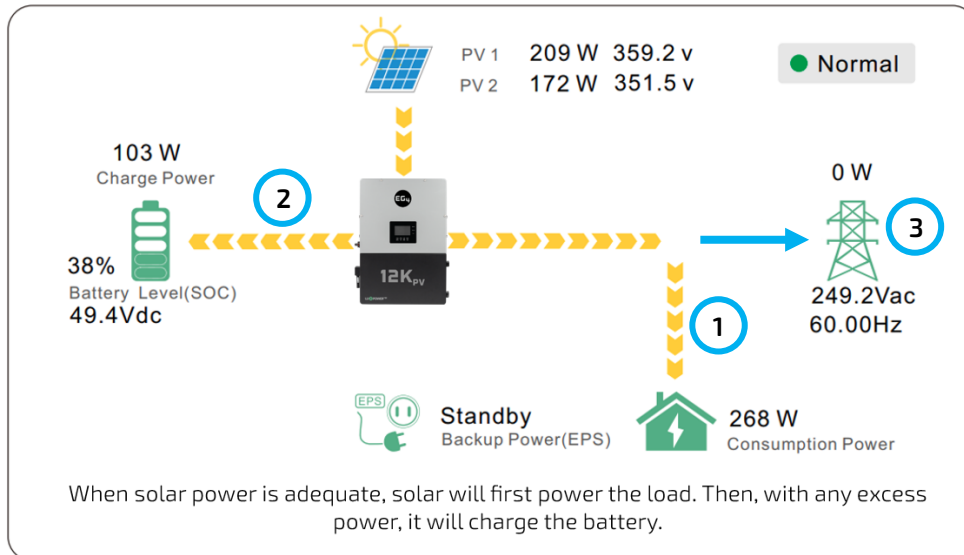 PV 1 209 W 359.2 v
PV 2 172 W 351.5 v
Normal
103 W
Charge Power
38%
Battery Level(SOC)
49.4Vdc
2
EG4
12KPV
0 W
3
249.2Vac
60.00Hz
1
EPS
Standby
Backup Power(EPS)
268 W
Consumption Power
When solar power is adequate, solar will first power the load. Then, with any excess
power, it will charge the battery.